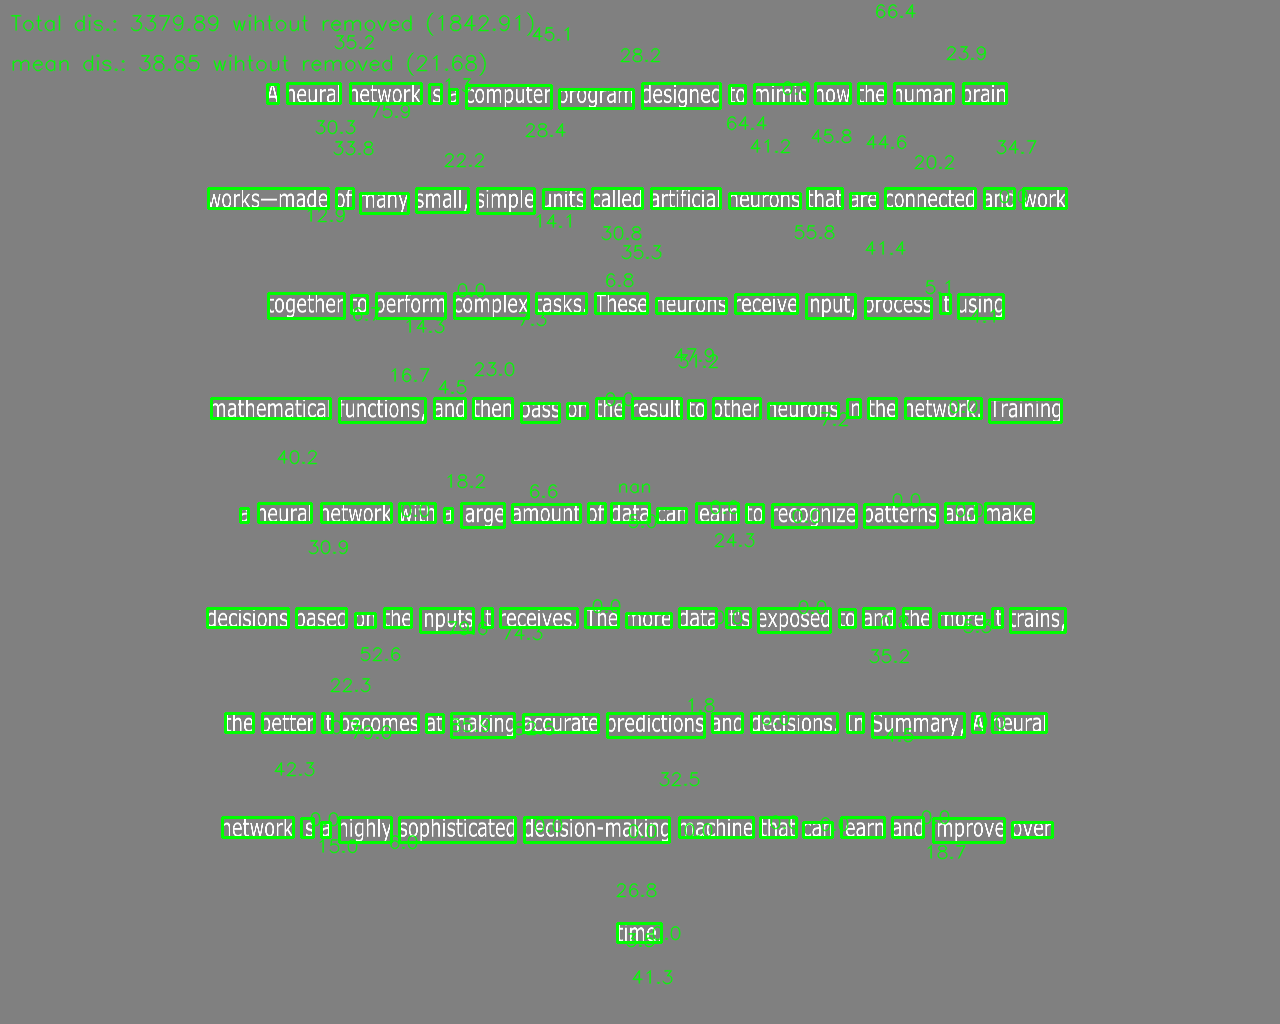 66.4
Total dis.: 3379.89 wihtout removed (1842.91)
45.1
35.2
28.2
23.9
mean dis.: 38.85 wihtout removed (21.68)
A neural network is a computer program designed to mimic how the human brain
75.9
30.3 28.4 64.4
33.8 41.2 45.8 44.6 34.7
22.2 20.2
works—made of many small, simple units called artificial neurons that are connected and work
12.9 14.1
30.8 55.8
35.3 41.4
6.8 5.1
together to perform complex tasks. These neurons receive input, process it using
14.3
47.9
51.2
16.7 23.0
4.5
mathematical functions, and then pass on the result to other neurons in the network. Training
7.2
40.2
18.2 6.6 nan
0.0
a neural network with a large amount of data can learn to recognize patterns and make
30.9 24.3
0.0 0.0
decisions based on the inputs it receives. The more data it's exposed to and the more it trains,
74.3
52.6 35.2
22.3
1.8
the better it becomes at making accurate predictions and decisions. In Summary, A neural
42.3 32.5
0.0
network is a highly sophisticated decision-making machine that can learn and improve over
18.7
26.8
time.
41.3